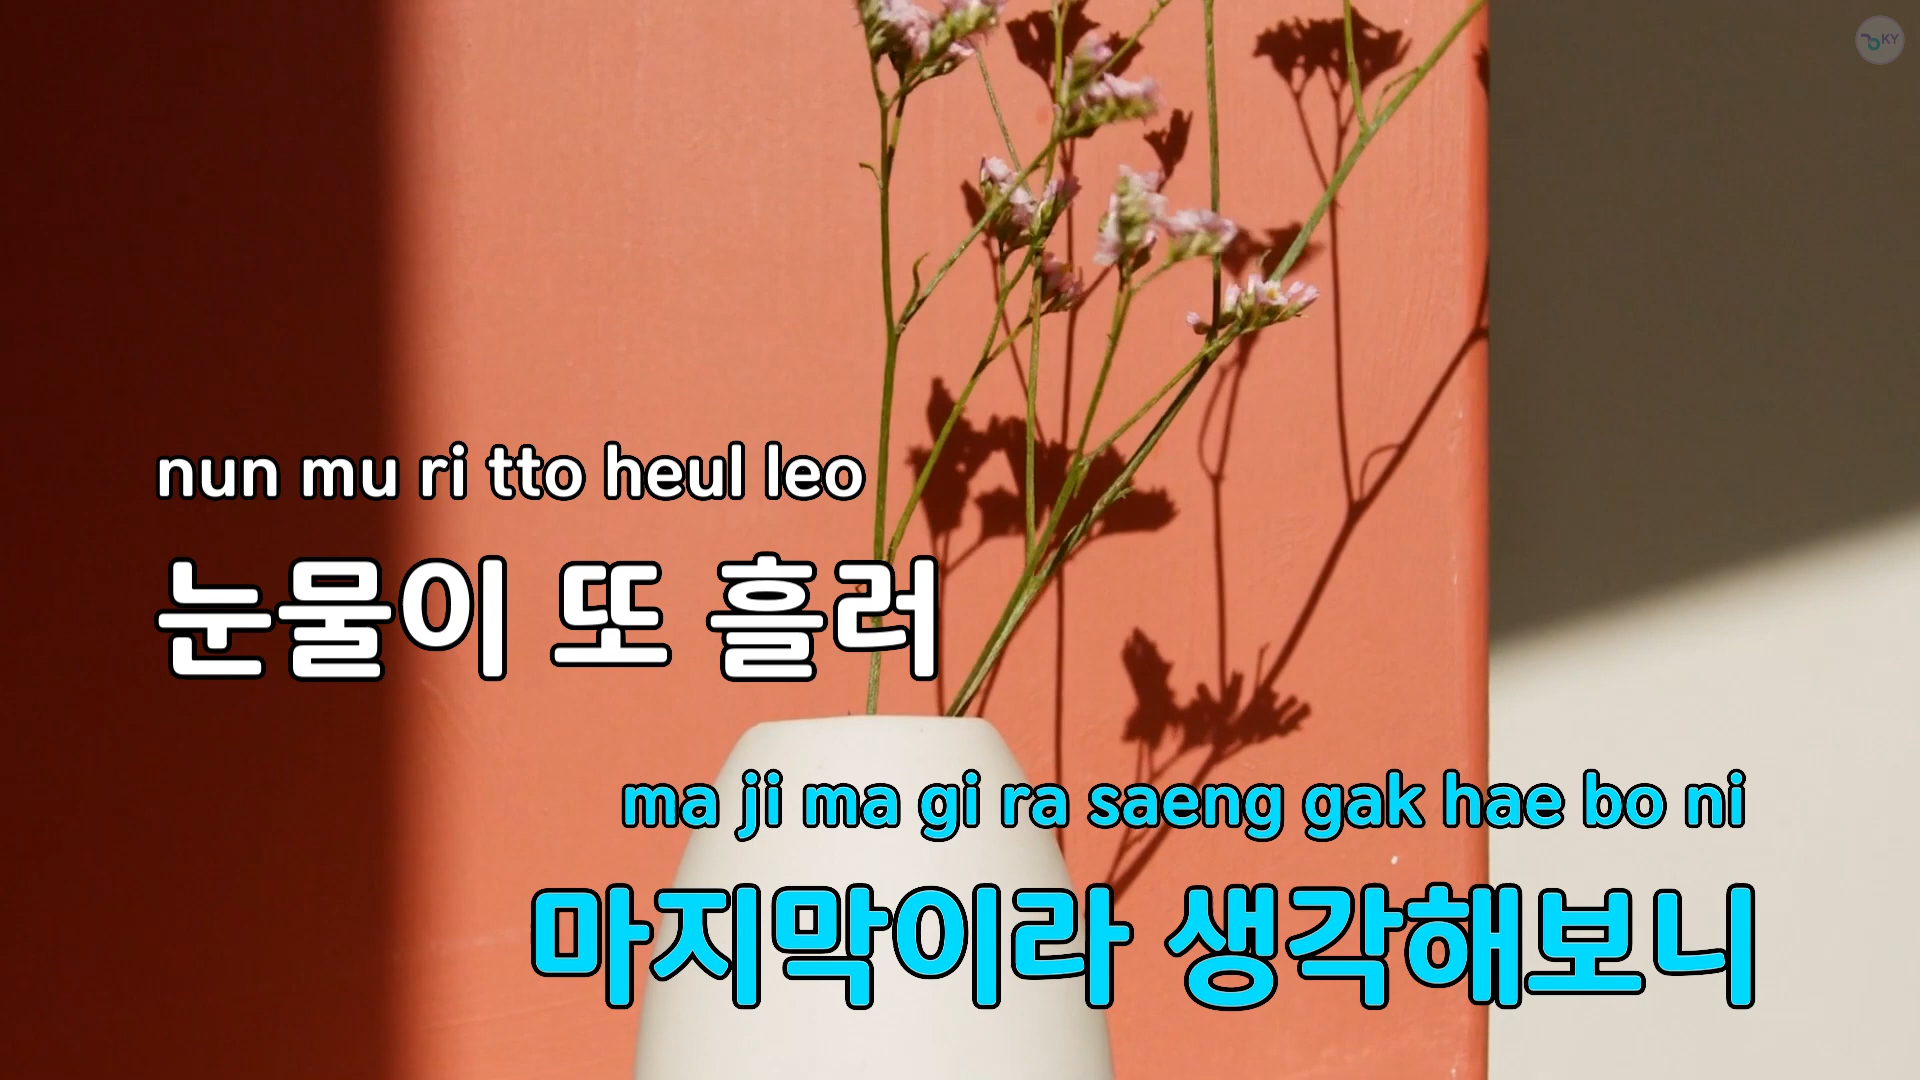 KY
nun mu ri tto heul leo
눈물이 또 흘러
ma ji ma gi ra saeng gak hae bo ni
마지막이라 생각해보니